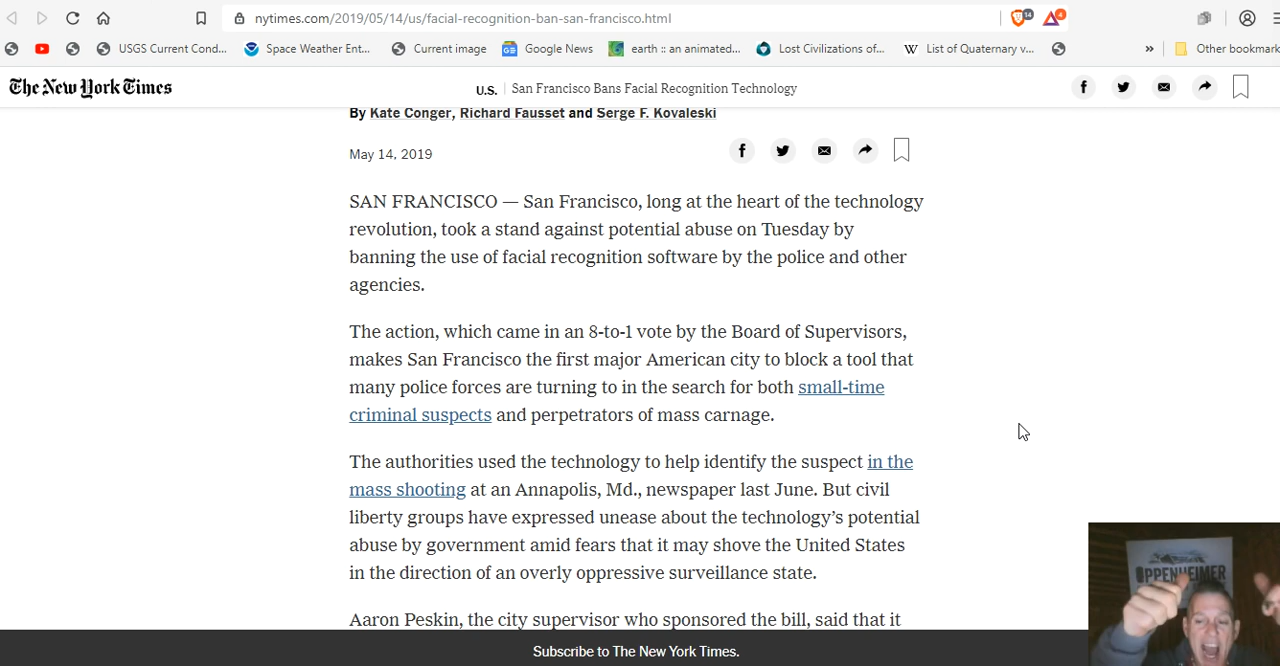 nytimes.com/2019/05/14/us/facial-recognition-ban-san-francisco.html
14
4
USGS Current Cond...
Space Weather Ent...
Current image
Google News
earth :: an animated...
Lost Civilizations of...
W
List of Quaternary v...
»
Other bookmark
The New York Times
U.S.
San Francisco Bans Facial Recognition Technology
By Kate Conger, Richard Fausset and Serge F. Kovaleski
May 14, 2019
SAN FRANCISCO — San Francisco, long at the heart of the technology
revolution, took a stand against potential abuse on Tuesday by
banning the use of facial recognition software by the police and other
agencies.
The action, which came in an 8-to-1 vote by the Board of Supervisors,
makes San Francisco the first major American city to block a tool that
many police forces are turning to in the search for both small-time
criminal suspects and perpetrators of mass carnage.
The authorities used the technology to help identify the suspect in the
mass shooting at an Annapolis, Md., newspaper last June. But civil
liberty groups have expressed unease about the technology’s potential
abuse by government amid fears that it may shove the United States
in the direction of an overly oppressive surveillance state.
Aaron Peskin, the city supervisor who sponsored the bill, said that it
Subscribe to The New York Times.
OPPENHEIMER